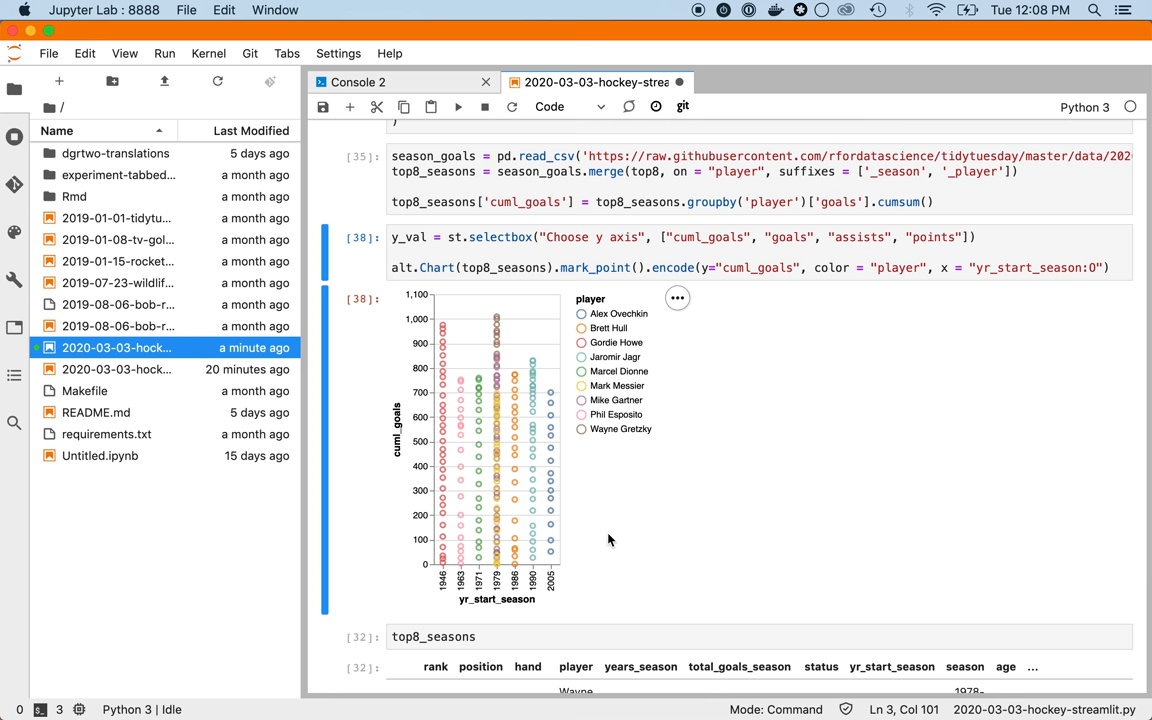 Jupyter Lab : 8888 File Edit Window Tue 12:08 PM
File Edit View Run Kernel Git Tabs Settings Help
Console 2
2020-03-03-hockey-strea
Code git Python 3
/
Name Last Modified
dgrtwo-translations 5 days ago
experiment-tabbed... a month ago
Rmd a month ago
2019-01-01-tidytu... a month ago
2019-01-08-tv-gol... a month ago
2019-01-15-rocket... a month ago
2019-07-23-wildlif... a month ago
2019-08-06-bob-r... a month ago
2019-08-06-bob-r... a month ago
2020-03-03-hock... a minute ago
2020-03-03-hock... 20 minutes ago
Makefile a month ago
README.md 5 days ago
requirements.txt a month ago
Untitled.ipynb 15 days ago
)
[35]: season_goals = pd.read_csv('https://raw.githubusercontent.com/rfordatascience/tidytuesday/master/data/202
top8_seasons = season_goals.merge(top8, on = "player", suffixes = ['_season', '_player'])
top8_seasons['cuml_goals'] = top8_seasons.groupby('player')['goals'].cumsum()
[38]: y_val = st.selectbox("Choose y axis", ["cuml_goals", "goals", "assists", "points"])
alt.Chart(top8_seasons).mark_point().encode(y="cuml_goals", color = "player", x = "yr_start_season:O")
[38]:
1,100
1,000
900
800
700
600
500
400
300
200
100
0
cuml_goals
1946 1963 1971 1979 1986 1990 2005
yr_start_season
player
Alex Ovechkin
Brett Hull
Gordie Howe
Jaromir Jagr
Marcel Dionne
Mark Messier
Mike Gartner
Phil Esposito
Wayne Gretzky
[32]: top8_seasons
[32]: rank position hand player years_season total_goals_season status yr_start_season season age ...
Wayne 1978-
0 3 Python 3 | Idle Mode: Command Ln 3, Col 101 2020-03-03-hockey-streamlit.py